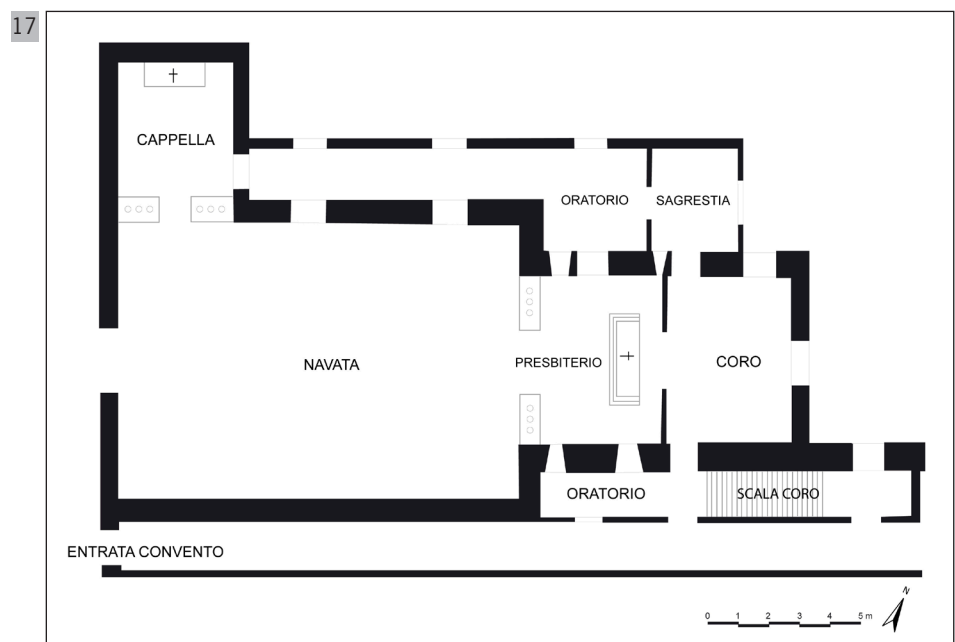 17
CAPPELLA
ORATORIO
SAGRESTIA
NAVATA
PRESBITERIO
CORO
ORATORIO
SCALA CORO
ENTRATA CONVENTO
N
0 1 2 3 4 5 m